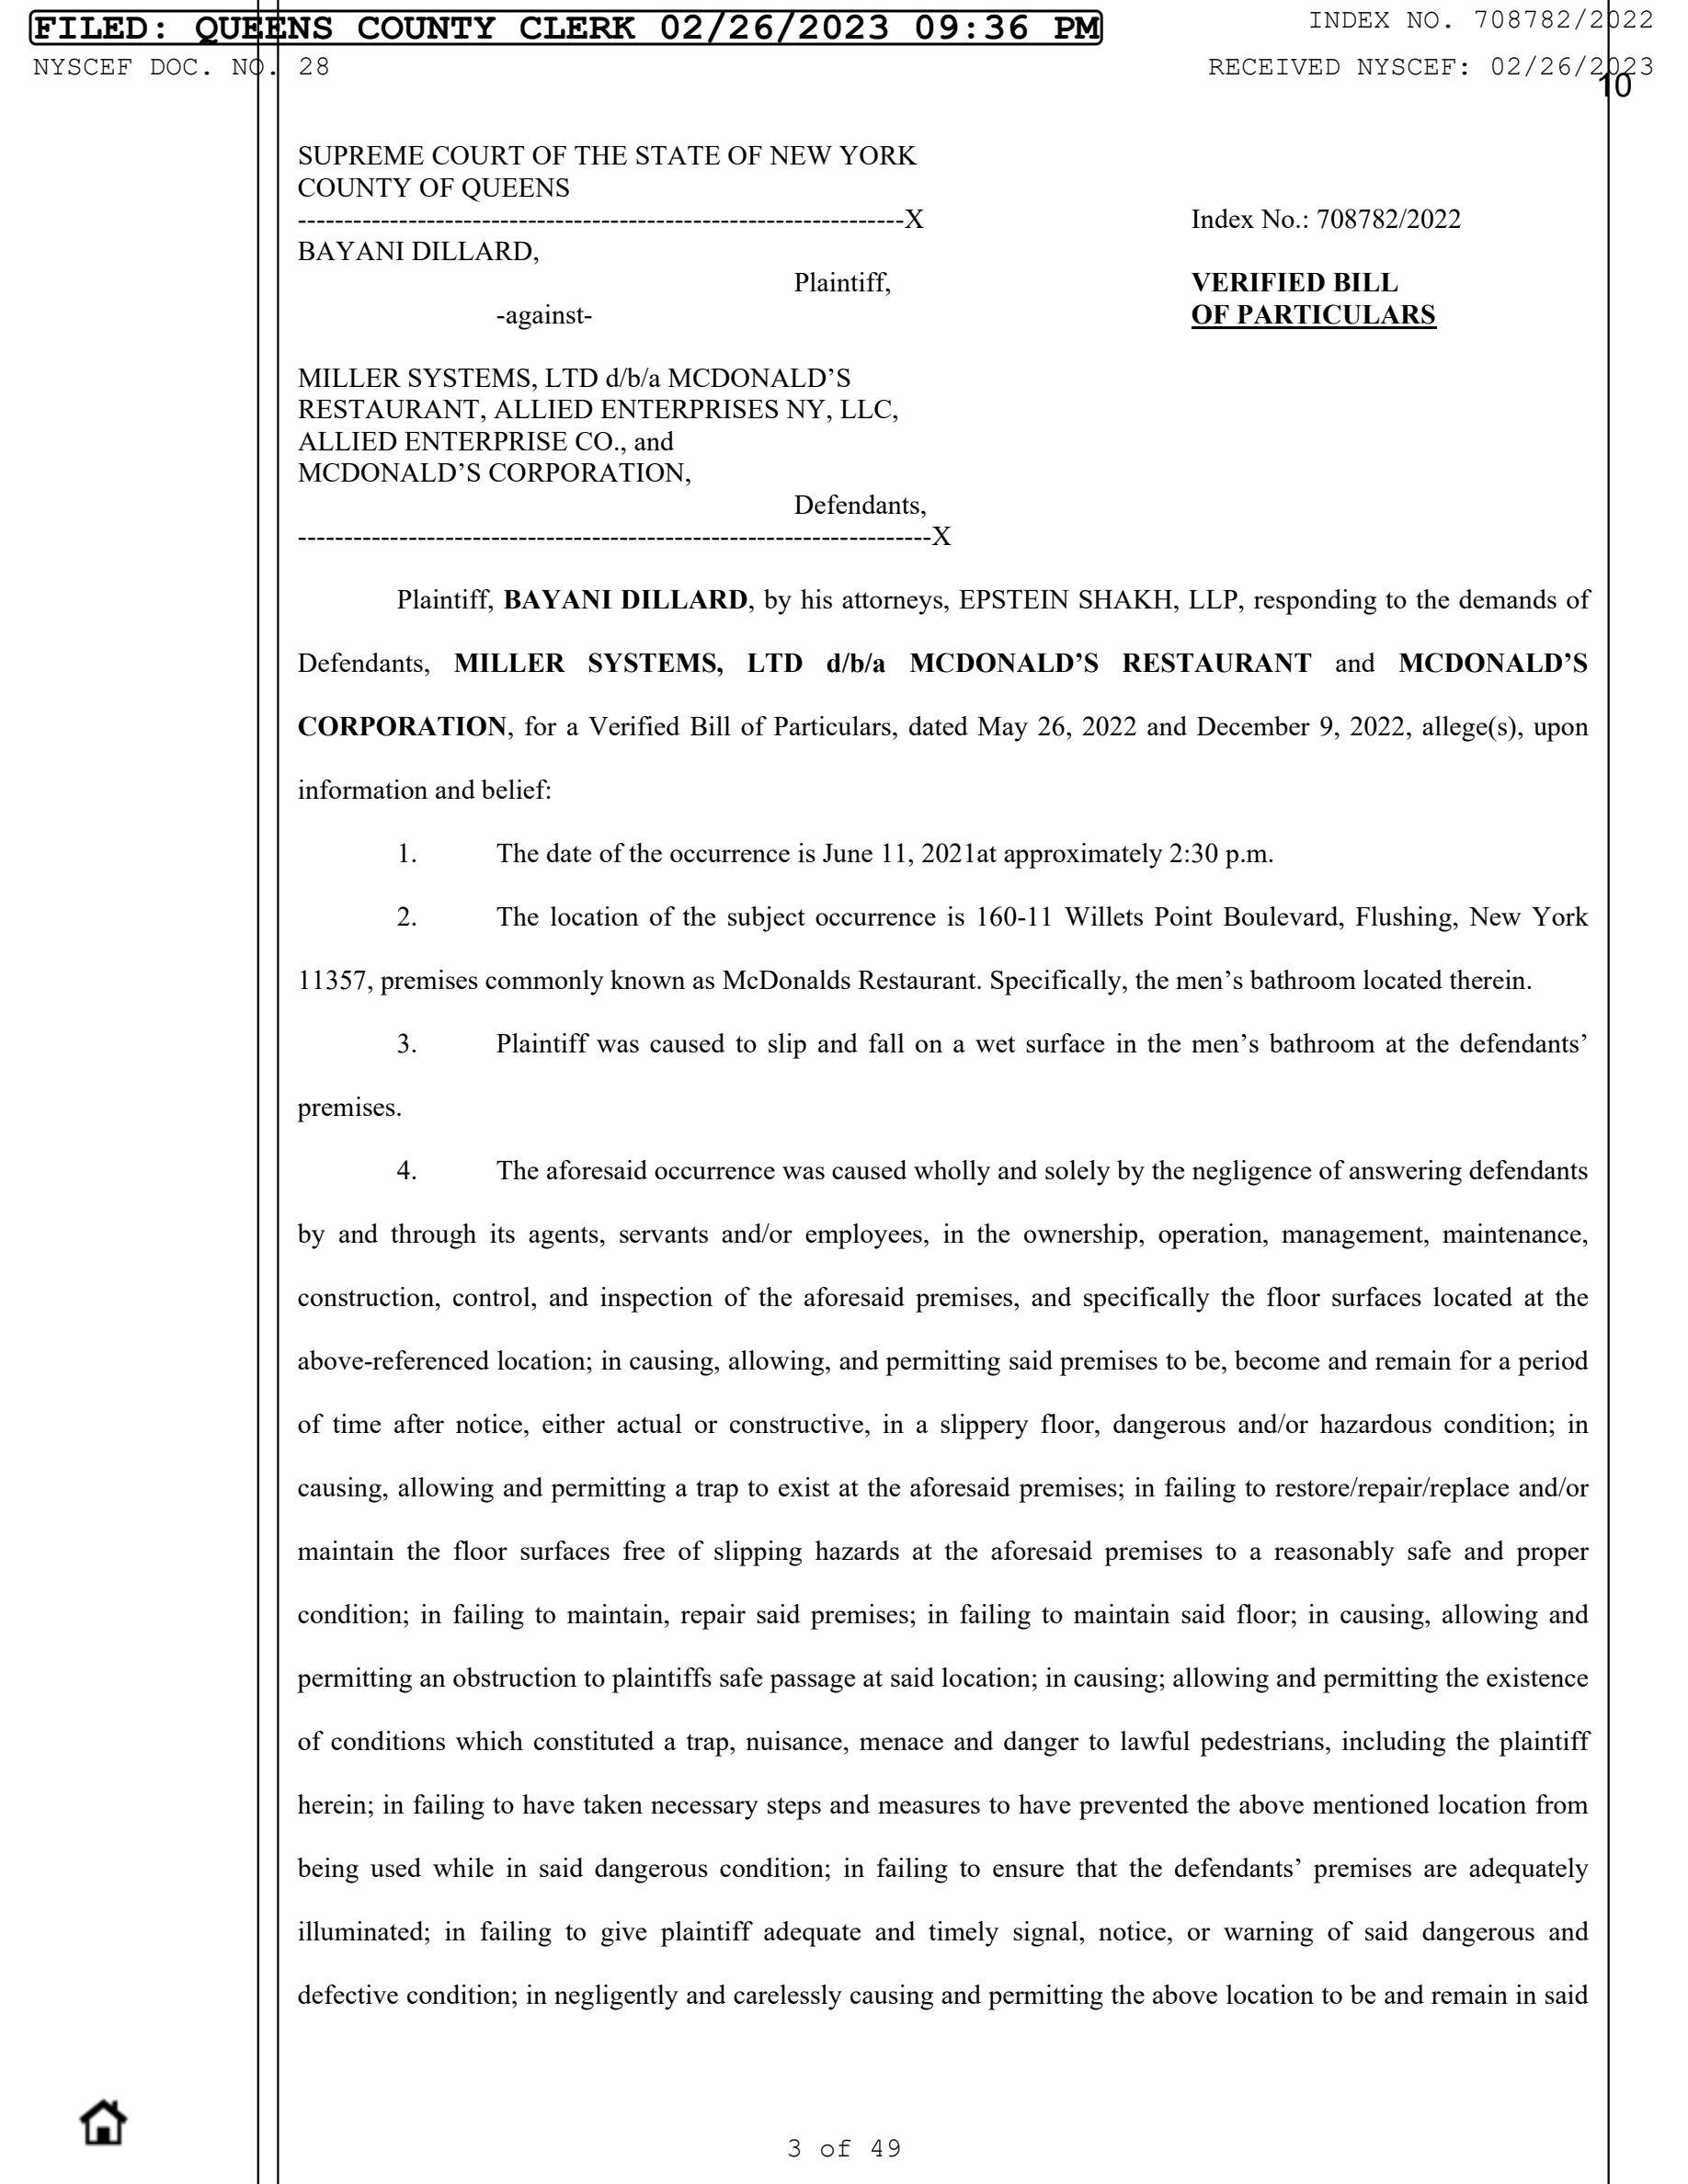 FILED: QUEENS COUNTY CLERK 02/26/2023 09:36 PM
INDEX NO. 708782/2022
NYSCEF DOC. NO. 28
RECEIVED NYSCEF: 02/26/2023
10
SUPREME COURT OF THE STATE OF NEW YORK
COUNTY OF QUEENS
------------------------------------------------------------------X
Index No.: 708782/2022
BAYANI DILLARD,
Plaintiff,
VERIFIED BILL
-against-
OF PARTICULARS
MILLER SYSTEMS, LTD d/b/a MCDONALD’S
RESTAURANT, ALLIED ENTERPRISES NY, LLC,
ALLIED ENTERPRISE CO., and
MCDONALD’S CORPORATION,
Defendants,
---------------------------------------------------------------------X
Plaintiff, BAYANI DILLARD, by his attorneys, EPSTEIN SHAKH, LLP, responding to the demands of
Defendants, MILLER SYSTEMS, LTD d/b/a MCDONALD’S RESTAURANT and MCDONALD’S
CORPORATION, for a Verified Bill of Particulars, dated May 26, 2022 and December 9, 2022, allege(s), upon
information and belief:
1. The date of the occurrence is June 11, 2021at approximately 2:30 p.m.
2. The location of the subject occurrence is 160-11 Willets Point Boulevard, Flushing, New York
11357, premises commonly known as McDonalds Restaurant. Specifically, the men’s bathroom located therein.
3. Plaintiff was caused to slip and fall on a wet surface in the men’s bathroom at the defendants’
premises.
4. The aforesaid occurrence was caused wholly and solely by the negligence of answering defendants
by and through its agents, servants and/or employees, in the ownership, operation, management, maintenance,
construction, control, and inspection of the aforesaid premises, and specifically the floor surfaces located at the
above-referenced location; in causing, allowing, and permitting said premises to be, become and remain for a period
of time after notice, either actual or constructive, in a slippery floor, dangerous and/or hazardous condition; in
causing, allowing and permitting a trap to exist at the aforesaid premises; in failing to restore/repair/replace and/or
maintain the floor surfaces free of slipping hazards at the aforesaid premises to a reasonably safe and proper
condition; in failing to maintain, repair said premises; in failing to maintain said floor; in causing, allowing and
permitting an obstruction to plaintiffs safe passage at said location; in causing; allowing and permitting the existence
of conditions which constituted a trap, nuisance, menace and danger to lawful pedestrians, including the plaintiff
herein; in failing to have taken necessary steps and measures to have prevented the above mentioned location from
being used while in said dangerous condition; in failing to ensure that the defendants’ premises are adequately
illuminated; in failing to give plaintiff adequate and timely signal, notice, or warning of said dangerous and
defective condition; in negligently and carelessly causing and permitting the above location to be and remain in said
3 of 49